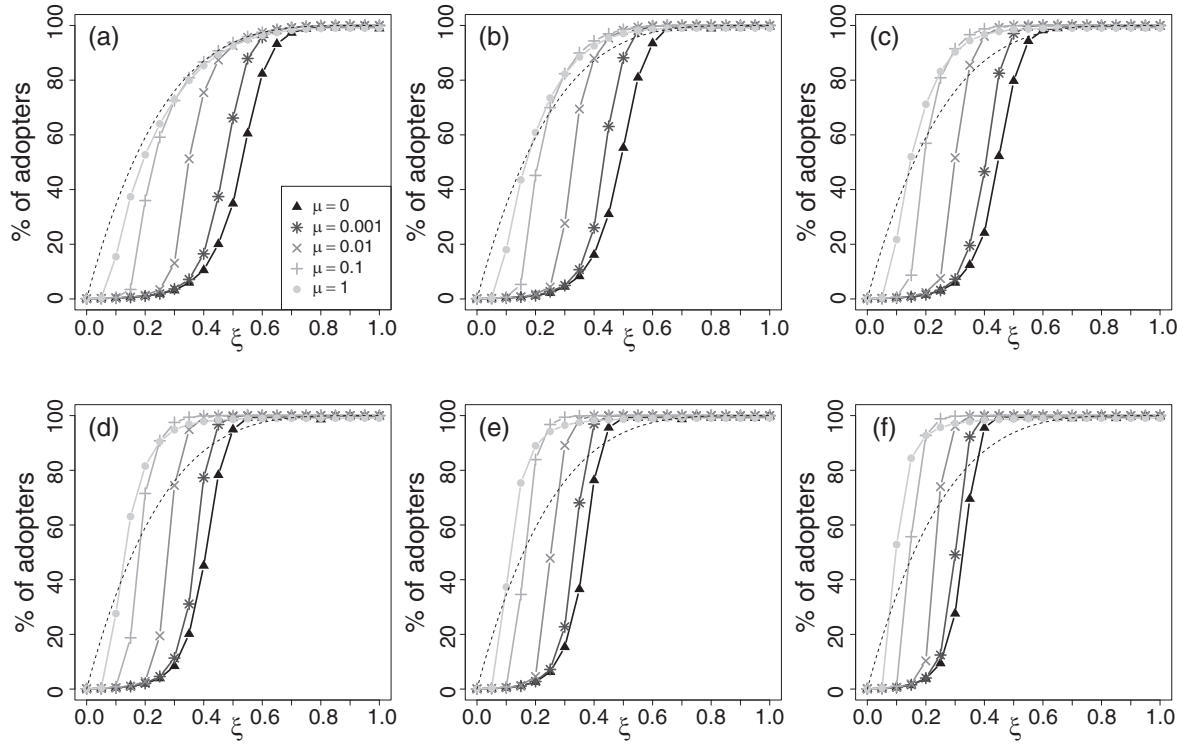 (a)
% of adopters
0 20 40 60 80 100
μ = 0
μ = 0.001
μ = 0.01
μ = 0.1
μ = 1
0.0 0.2 0.4 0.6 0.8 1.0
ξ
(b)
% of adopters
0 20 40 60 80 100
0.0 0.2 0.4 0.6 0.8 1.0
ξ
(c)
% of adopters
0 20 40 60 80 100
0.0 0.2 0.4 0.6 0.8 1.0
ξ
(d)
% of adopters
0 20 40 60 80 100
0.0 0.2 0.4 0.6 0.8 1.0
ξ
(e)
% of adopters
0 20 40 60 80 100
0.0 0.2 0.4 0.6 0.8 1.0
ξ
(f)
% of adopters
0 20 40 60 80 100
0.0 0.2 0.4 0.6 0.8 1.0
ξ